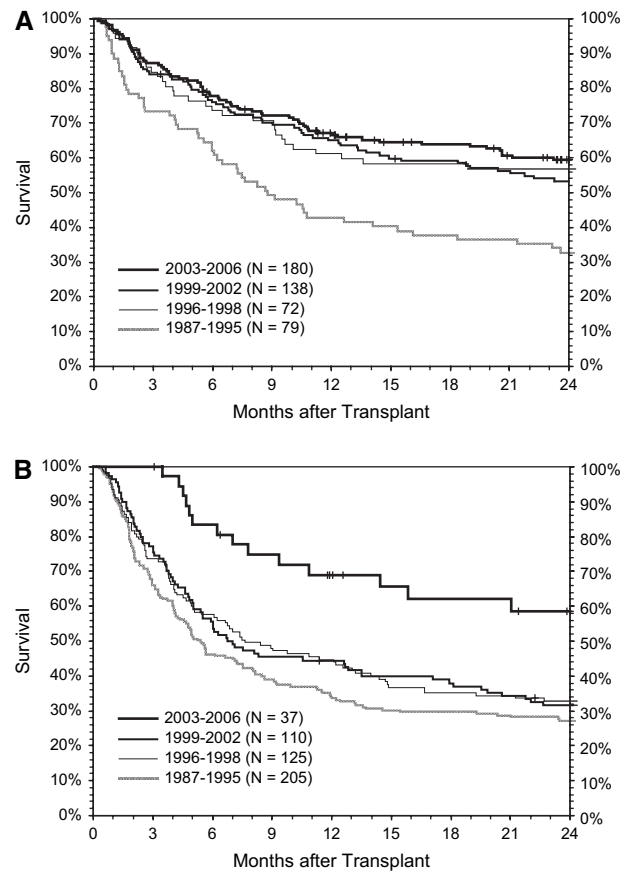 A
100%
90%
80%
70%
60%
50%
40%
30%
20%
10%
0%
100%
90%
80%
70%
60%
50%
40%
30%
20%
10%
0%
Survival
2003-2006 (N = 180)
1999-2002 (N = 138)
1996-1998 (N = 72)
1987-1995 (N = 79)
0 3 6 9 12 15 18 21 24
Months after Transplant
B
100%
90%
80%
70%
60%
50%
40%
30%
20%
10%
0%
100%
90%
80%
70%
60%
50%
40%
30%
20%
10%
0%
Survival
2003-2006 (N = 37)
1999-2002 (N = 110)
1996-1998 (N = 125)
1987-1995 (N = 205)
0 3 6 9 12 15 18 21 24
Months after Transplant